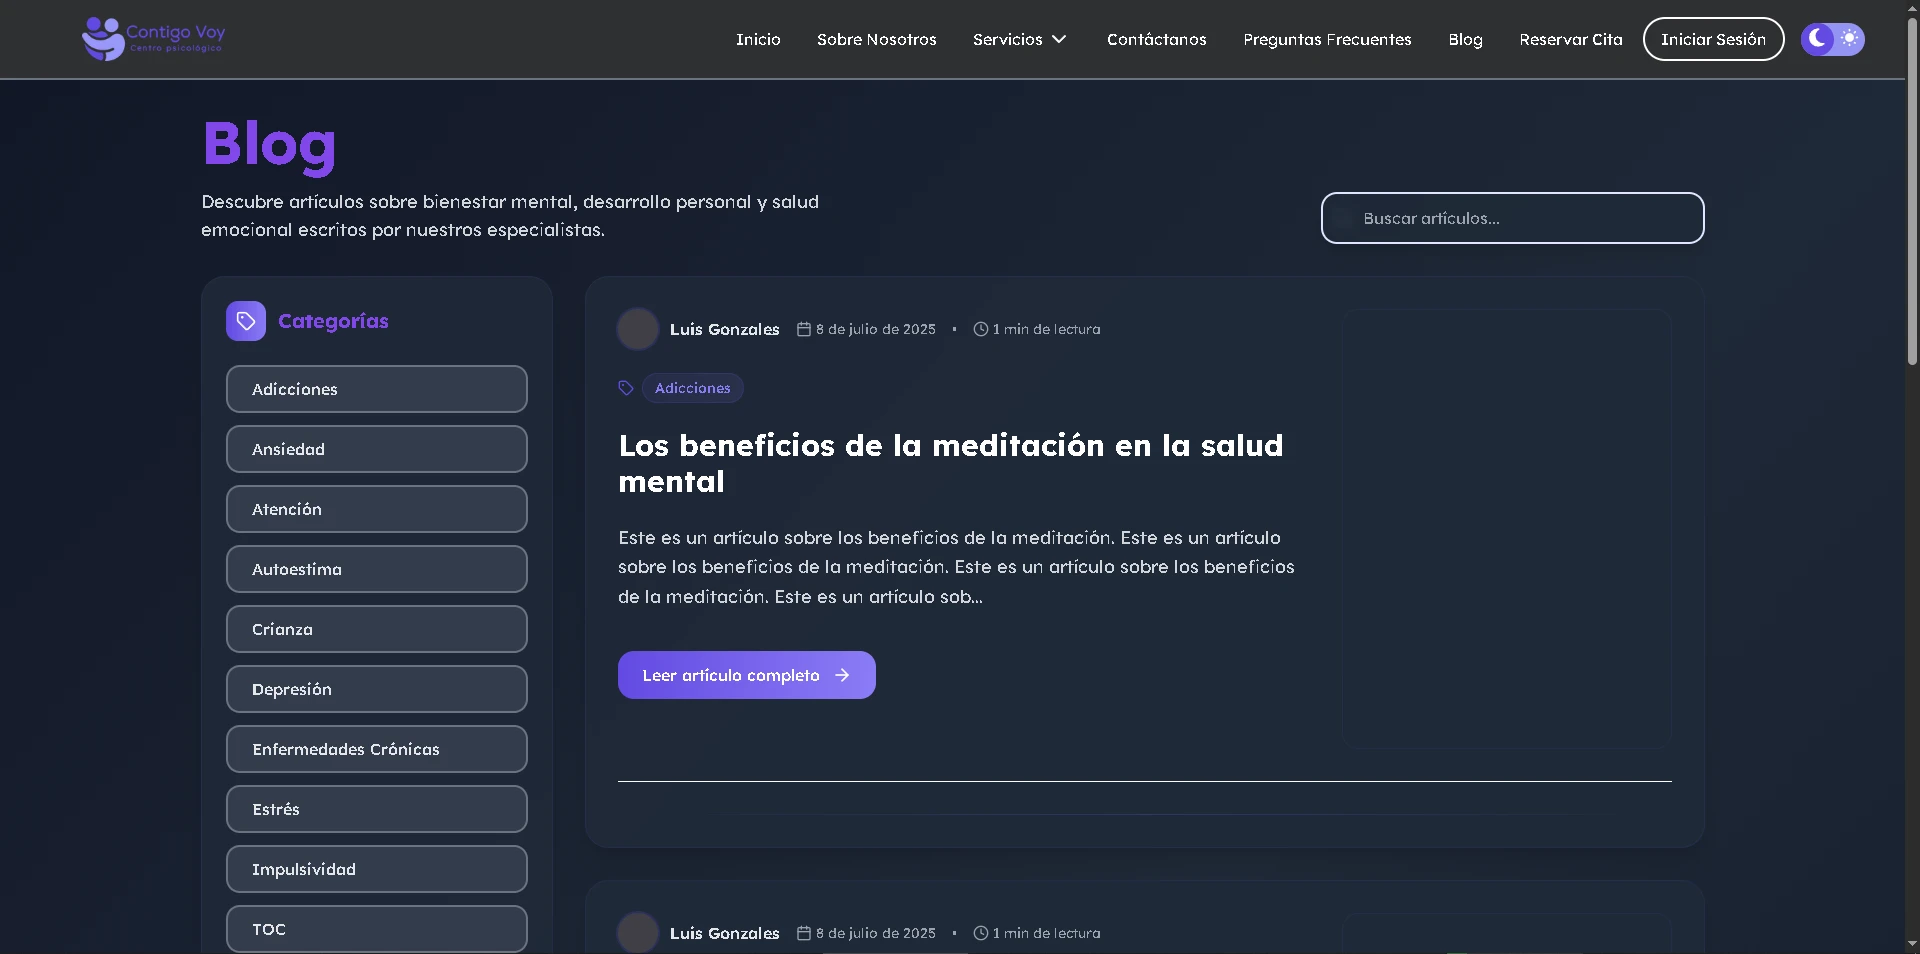 Contigo Voy
Centro psicológico
Inicio
Sobre Nosotros
Servicios
Contáctanos
Preguntas Frecuentes
Blog
Reservar Cita
Iniciar Sesión
Blog
Descubre artículos sobre bienestar mental, desarrollo personal y salud
emocional escritos por nuestros especialistas.
Buscar artículos...
Categorías
Adicciones
Ansiedad
Atención
Autoestima
Crianza
Depresión
Enfermedades Crónicas
Estrés
Impulsividad
TOC
Luis Gonzales 8 de julio de 2025 • 1 min de lectura
Adicciones
Los beneficios de la meditación en la salud
mental
Este es un artículo sobre los beneficios de la meditación. Este es un artículo
sobre los beneficios de la meditación. Este es un artículo sobre los beneficios
de la meditación. Este es un artículo sob...
Leer artículo completo →
Luis Gonzales 8 de julio de 2025 • 1 min de lectura